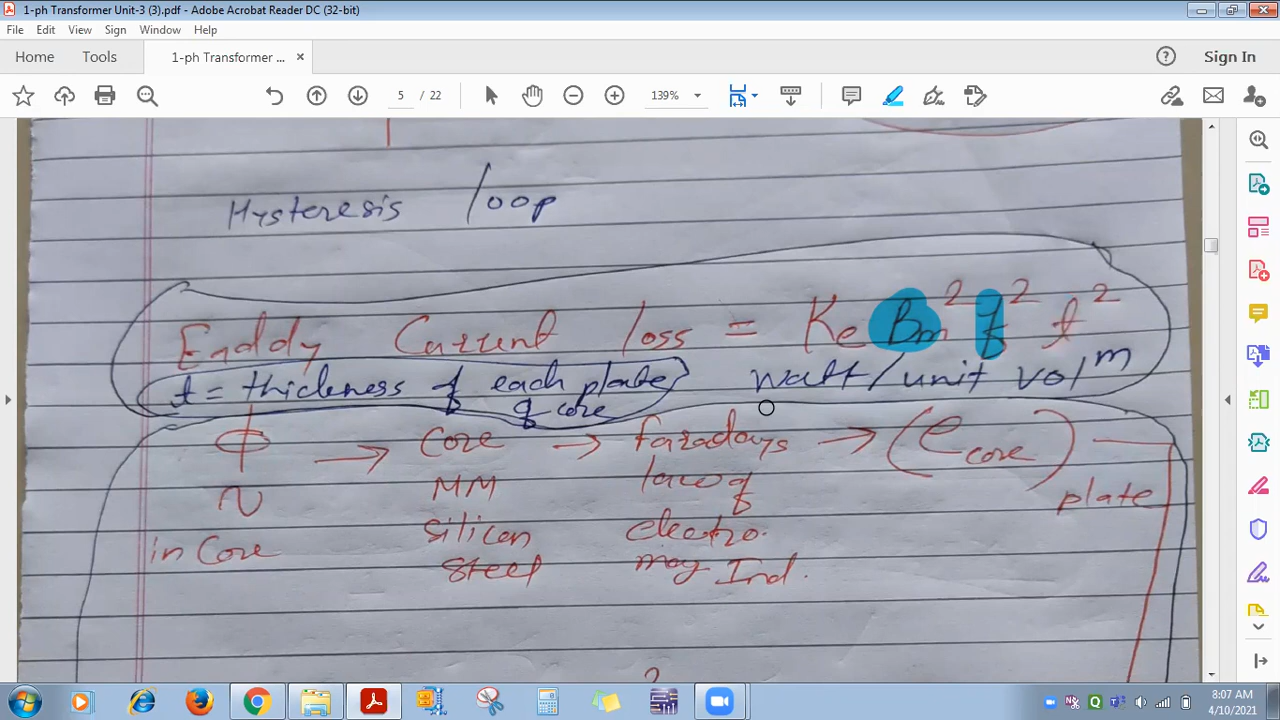 1-ph Transformer Unit-3 (3).pdf - Adobe Acrobat Reader DC (32-bit)
File Edit View Sign Window Help
Home Tools 1-ph Transformer ... × Sign In
5 / 22 139%
Hysteresis loop
Eaddy Current loss = Ke Bm² f² t²
t = thickness of each plate Watt/unit volm
of core
Φ → Core → faradays → (e core) plate
~ MM law of
in Core silicon electro.
steel mag Ind.
2
8:07 AM
4/10/2021